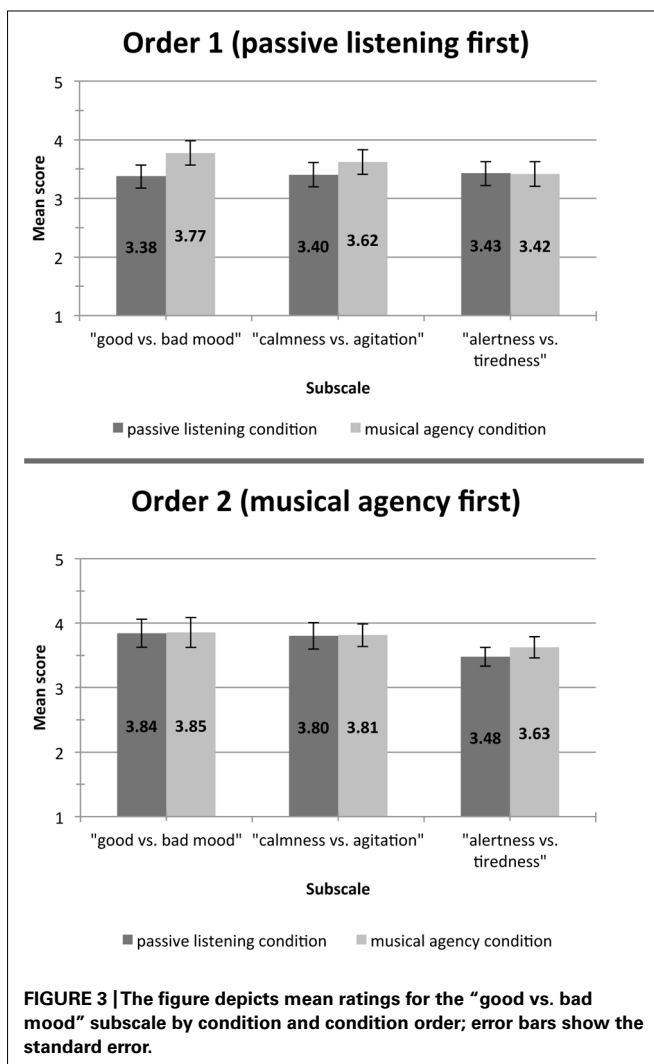 Order 1 (passive listening first)
5
4
3
2
1
Mean score
3.38
3.77
3.40
3.62
3.43
3.42
"good vs. bad mood"
"calmness vs. agitation"
"alertness vs.
tiredness"
Subscale
passive listening condition
musical agency condition
Order 2 (musical agency first)
5
4
3
2
1
Mean score
3.84
3.85
3.80
3.81
3.48
3.63
"good vs. bad mood"
"calmness vs. agitation"
"alertness vs.
tiredness"
Subscale
passive listening condition
musical agency condition
FIGURE 3 | The figure depicts mean ratings for the “good vs. bad
mood” subscale by condition and condition order; error bars show the
standard error.